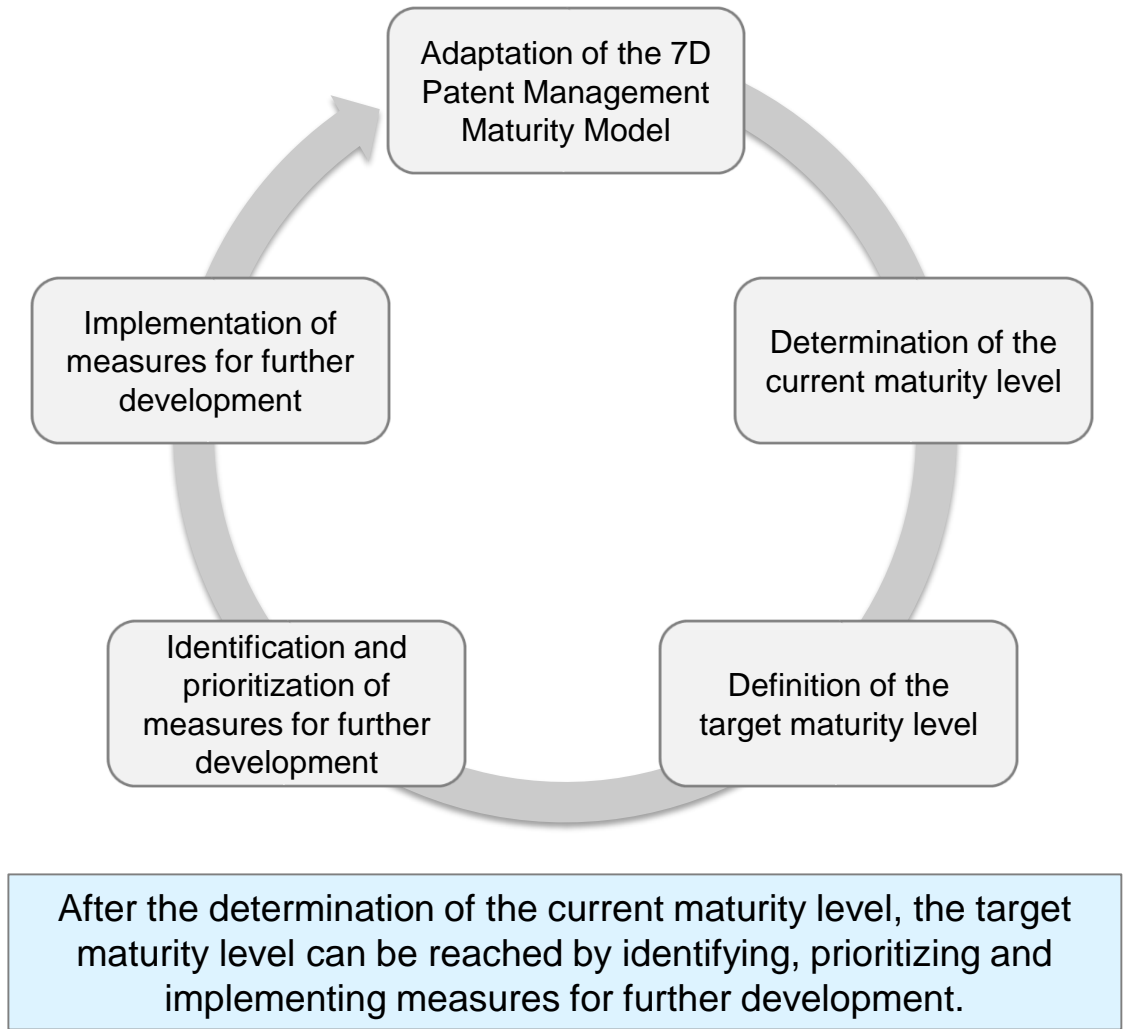 Adaptation of the 7D
Patent Management
Maturity Model
Determination of the
current maturity level
Definition of the
target maturity level
Identification and
prioritization of
measures for further
development
Implementation of
measures for further
development
After the determination of the current maturity level, the target
maturity level can be reached by identifying, prioritizing and
implementing measures for further development.